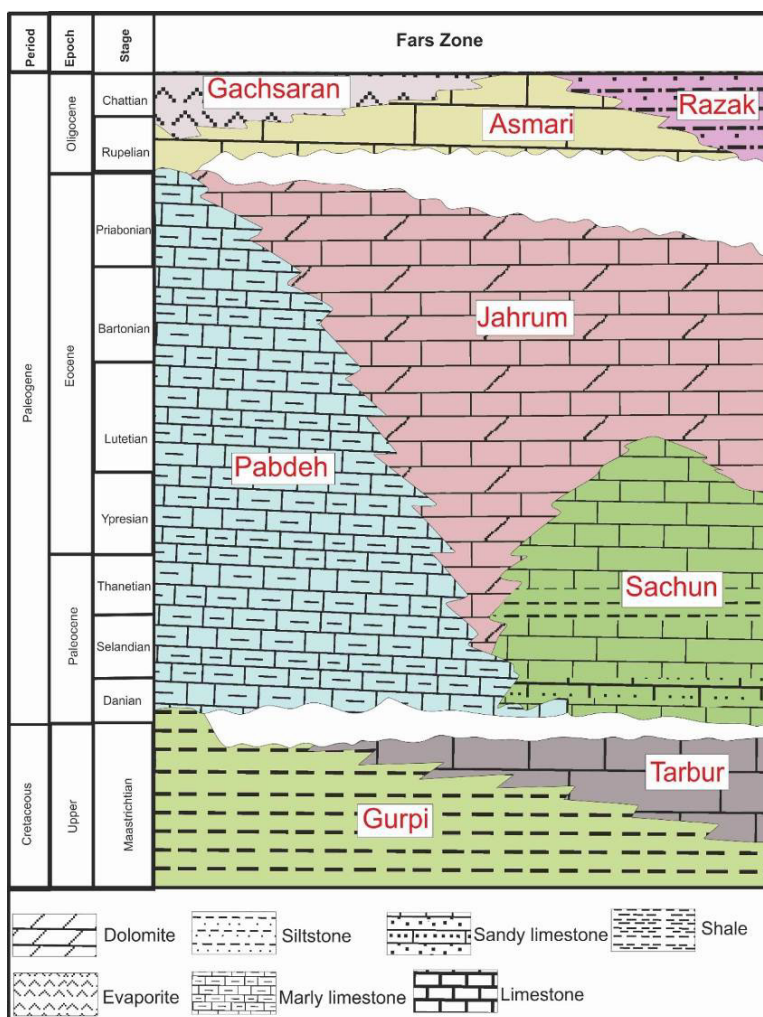 Period
Epoch
Stage
Fars Zone
Paleogene
Cretaceous
Oligocene
Eocene
Paleocene
Upper
Chattian
Rupelian
Priabonian
Bartonian
Lutetian
Ypresian
Thanetian
Selandian
Danian
Maastrichtian
Gachsaran
Razak
Asmari
Jahrum
Pabdeh
Sachun
Tarbur
Gurpi
Dolomite
Siltstone
Sandy limestone
Shale
Evaporite
Marly limestone
Limestone